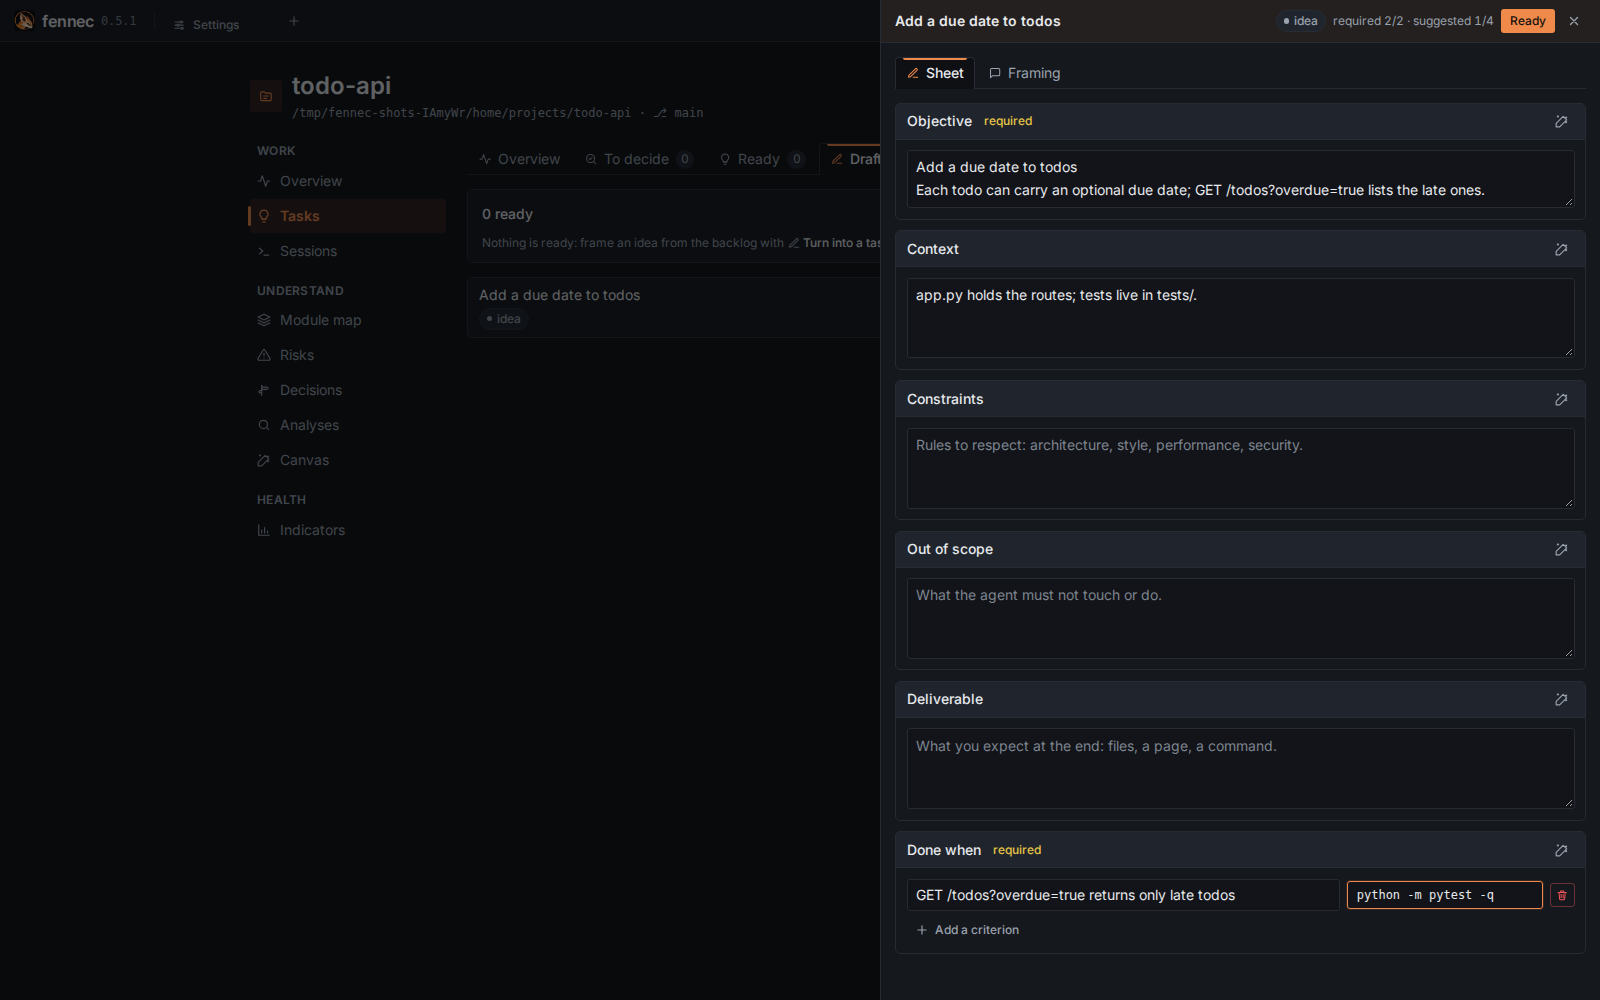 fennec 0.5.1
Settings
todo-api
/tmp/fennec-shots-IAmyWr/home/projects/todo-api · main
WORK
Overview
Tasks
Sessions
UNDERSTAND
Module map
Risks
Decisions
Analyses
Canvas
HEALTH
Indicators
Overview
To decide 0
Ready 0
Draft
0 ready
Nothing is ready: frame an idea from the backlog with Turn into a tas
Add a due date to todos
idea
Add a due date to todos
idea
required 2/2 · suggested 1/4
Ready
Sheet
Framing
Objective required
Add a due date to todos
Each todo can carry an optional due date; GET /todos?overdue=true lists the late ones.
Context
app.py holds the routes; tests live in tests/.
Constraints
Rules to respect: architecture, style, performance, security.
Out of scope
What the agent must not touch or do.
Deliverable
What you expect at the end: files, a page, a command.
Done when required
GET /todos?overdue=true returns only late todos
python -m pytest -q
Add a criterion